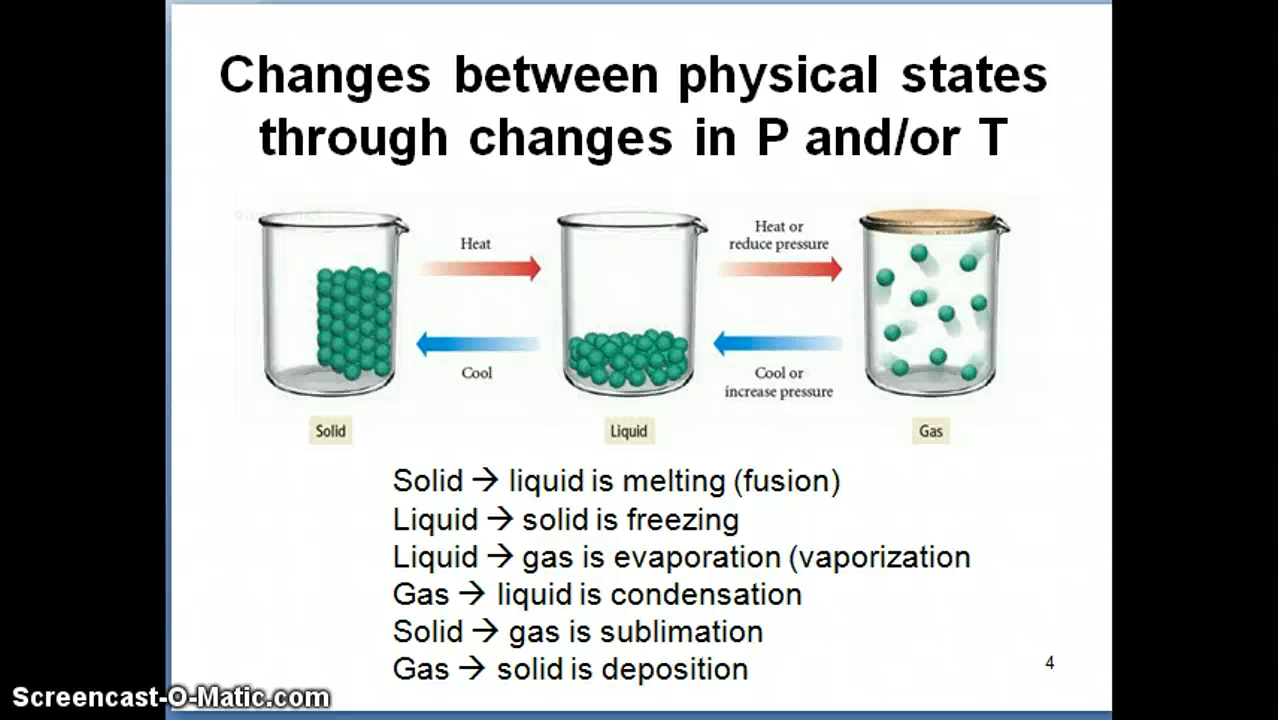 Changes between physical states
through changes in P and/or T
Heat
Cool
Heat or
reduce pressure
Cool or
increase pressure
Solid
Liquid
Gas
Solid → liquid is melting (fusion)
Liquid → solid is freezing
Liquid → gas is evaporation (vaporization
Gas → liquid is condensation
Solid → gas is sublimation
Gas → solid is deposition
4
Screencast-O-Matic.com